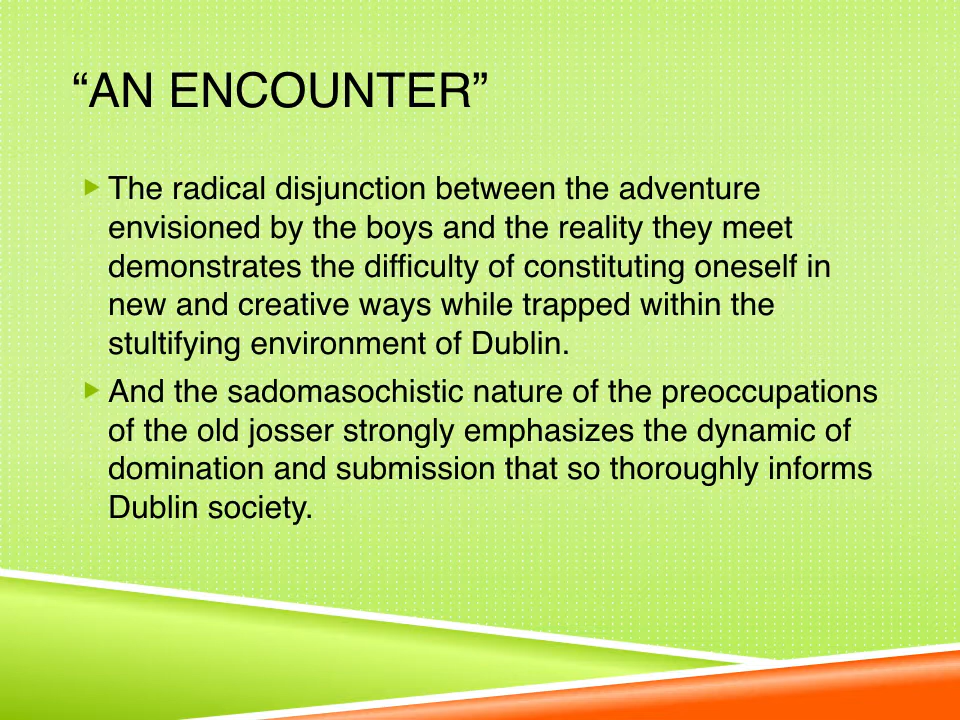 “AN ENCOUNTER”
The radical disjunction between the adventure
envisioned by the boys and the reality they meet
demonstrates the difficulty of constituting oneself in
new and creative ways while trapped within the
stultifying environment of Dublin.
And the sadomasochistic nature of the preoccupations
of the old josser strongly emphasizes the dynamic of
domination and submission that so thoroughly informs
Dublin society.